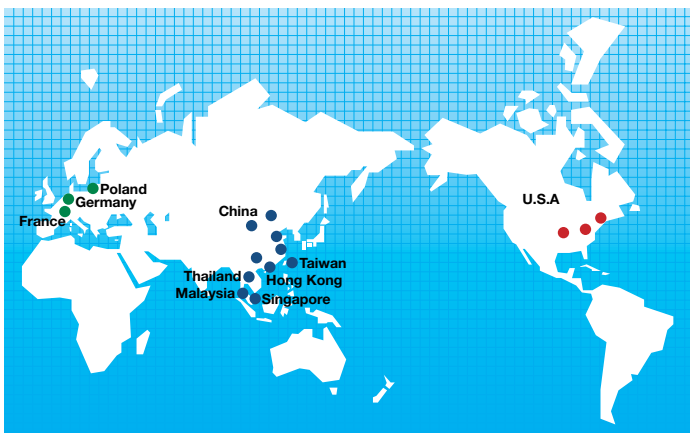 Poland
Germany
France
China
Taiwan
Hong Kong
Thailand
Malaysia
Singapore
U.S.A